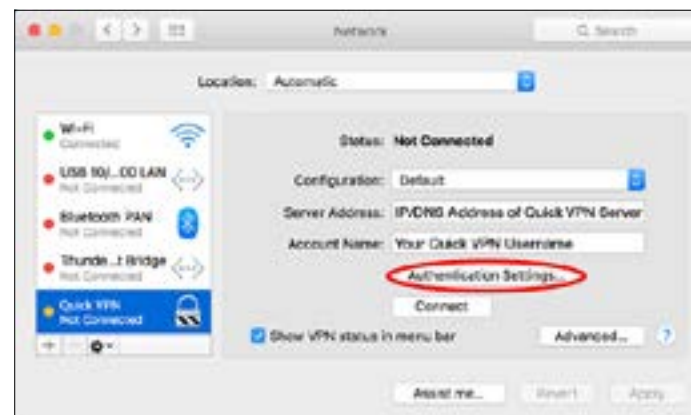 Network
Search
Location: Automatic
Wi-Fi
Connected
USB 10/...00 LAN
Not Connected
Bluetooth PAN
Not Connected
Thunde...t Bridge
Not Connected
Quick VPN
Not Connected
Status: Not Connected
Configuration: Default
Server Address: IP/DNS Address of Quick VPN Server
Account Name: Your Quick VPN Username
Authentication Settings...
Connect
Show VPN status in menu bar
Advanced...
?
Assist me...
Revert
Apply